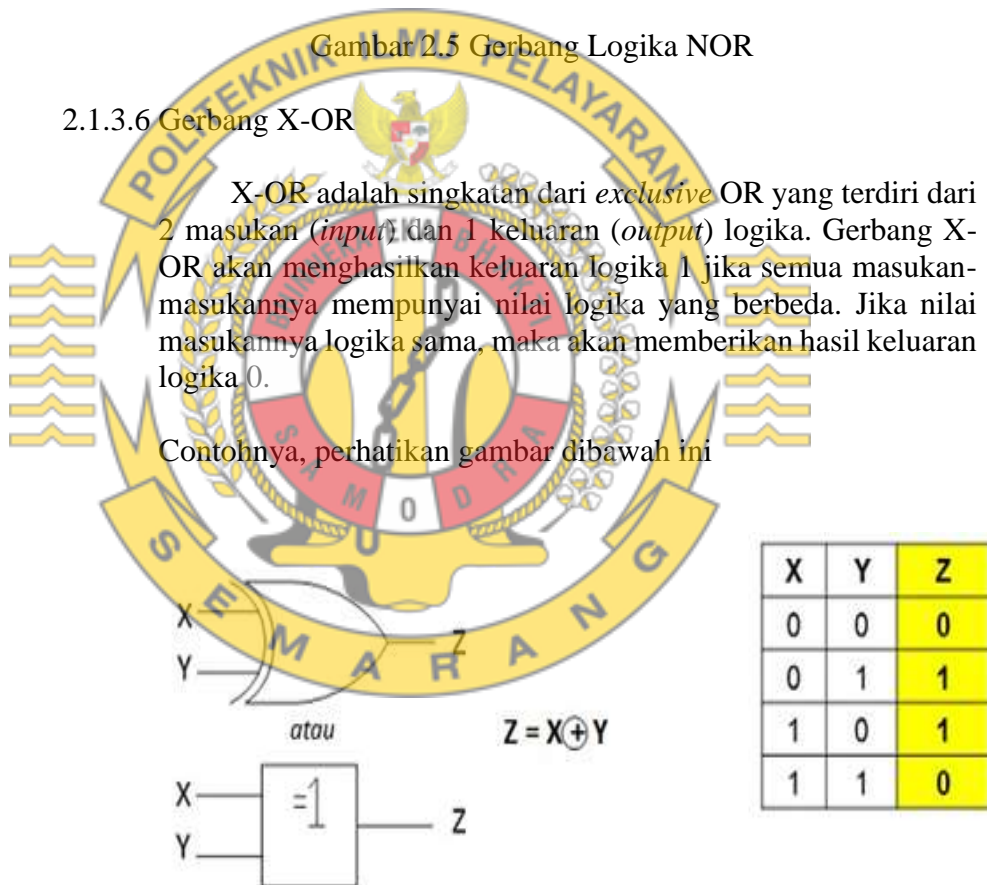 Gambar 2.5 Gerbang Logika NOR
2.1.3.6 Gerbang X-OR
X-OR adalah singkatan dari exclusive OR yang terdiri dari
2 masukan (input) dan 1 keluaran (output) logika. Gerbang X-
OR akan menghasilkan keluaran logika 1 jika semua masukan-
masukannya mempunyai nilai logika yang berbeda. Jika nilai
masukannya logika sama, maka akan memberikan hasil keluaran
logika 0.
Contohnya, perhatikan gambar dibawah ini
X
Y
Z
atau
Z = X⊕Y
X
Y
=1
Z
X Y Z
0 0 0
0 1 1
1 0 1
1 1 0
POLITEKNIK ILMU PELAYARAN
SEMARANG
BHINEKA BHAKTI
SAMODRA